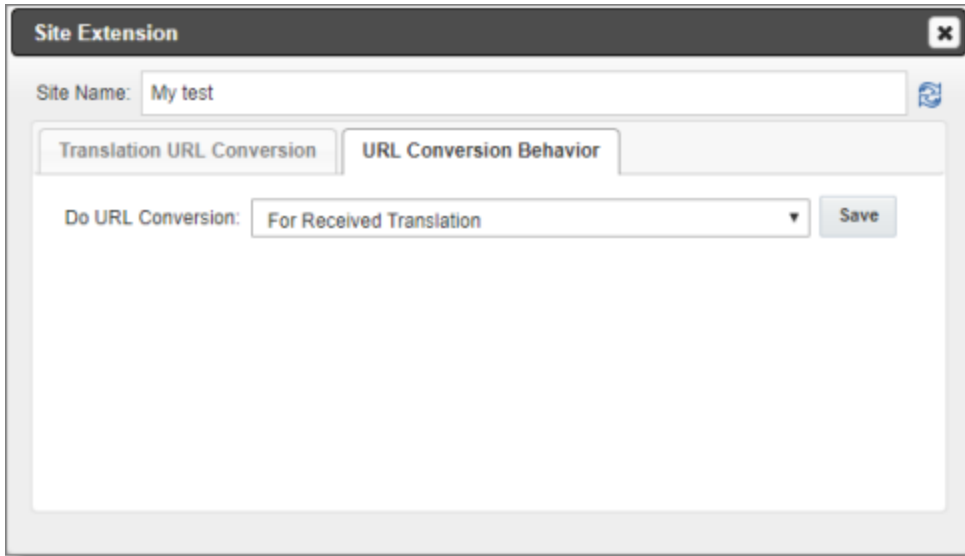 Site Extension
Site Name: My test
Translation URL Conversion URL Conversion Behavior
Do URL Conversion: For Received Translation Save